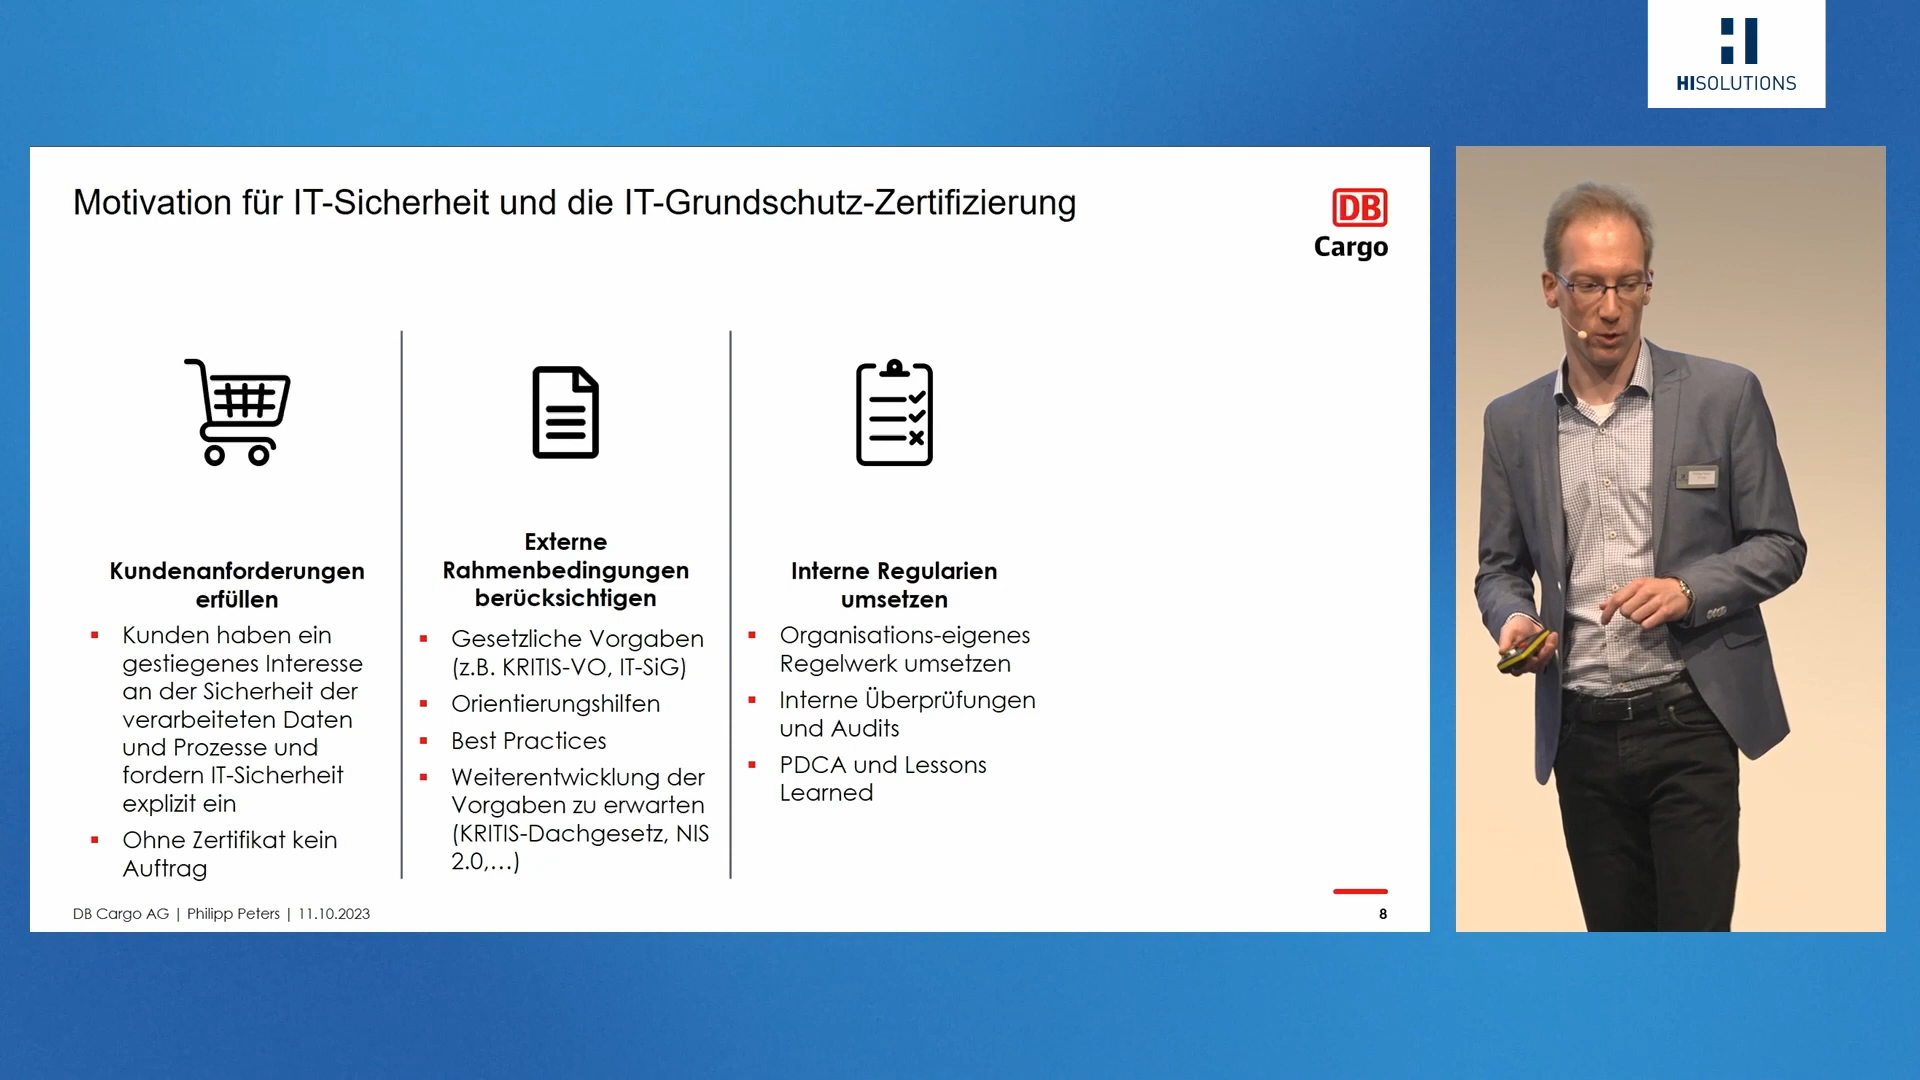 HISOLUTIONS
Motivation für IT-Sicherheit und die IT-Grundschutz-Zertifizierung
DB
Cargo
Kundenanforderungen
erfüllen
Kunden haben ein
gestiegenes Interesse
an der Sicherheit der
verarbeiteten Daten
und Prozesse und
fordern IT-Sicherheit
explizit ein
Ohne Zertifikat kein
Auftrag
Externe
Rahmenbedingungen
berücksichtigen
Gesetzliche Vorgaben
(z.B. KRITIS-VO, IT-SiG)
Orientierungshilfen
Best Practices
Weiterentwicklung der
Vorgaben zu erwarten
(KRITIS-Dachgesetz, NIS
2.0,…)
Interne Regularien
umsetzen
Organisations-eigenes
Regelwerk umsetzen
Interne Überprüfungen
und Audits
PDCA und Lessons
Learned
DB Cargo AG | Philipp Peters | 11.10.2023
8